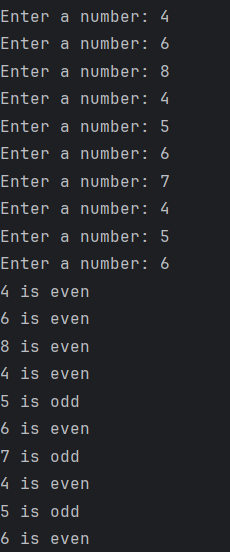 Enter a number: 4
Enter a number: 6
Enter a number: 8
Enter a number: 4
Enter a number: 5
Enter a number: 6
Enter a number: 7
Enter a number: 4
Enter a number: 5
Enter a number: 6
4 is even
6 is even
8 is even
4 is even
5 is odd
6 is even
7 is odd
4 is even
5 is odd
6 is even